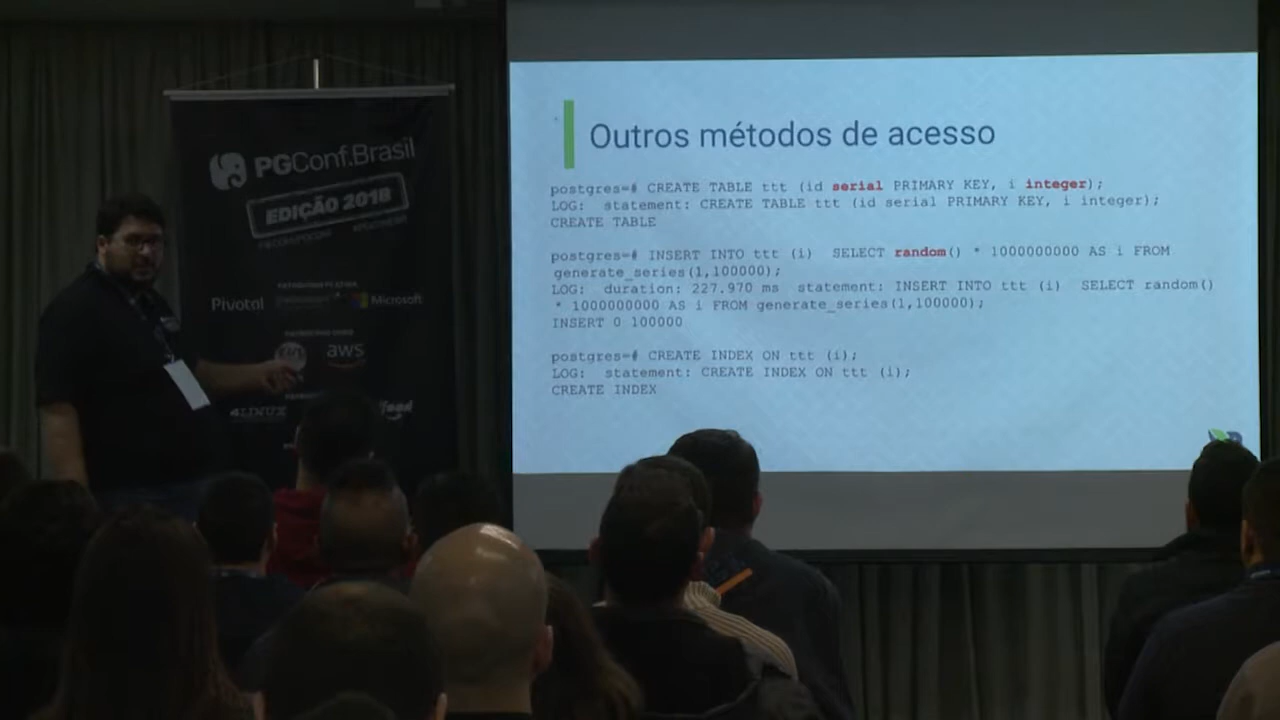 PGConf.Brasil
EDIÇÃO 2018
Pivotal
Microsoft
aws
4LINUX
Outros métodos de acesso
postgres=# CREATE TABLE ttt (id serial PRIMARY KEY, i integer);
LOG:  statement: CREATE TABLE ttt (id serial PRIMARY KEY, i integer);
CREATE TABLE
postgres=# INSERT INTO ttt (i)  SELECT random() * 1000000000 AS i FROM
generate_series(1,100000);
LOG:  duration: 227.970 ms  statement: INSERT INTO ttt (i)  SELECT random()
* 1000000000 AS i FROM generate_series(1,100000);
INSERT 0 100000
postgres=# CREATE INDEX ON ttt (i);
LOG:  statement: CREATE INDEX ON ttt (i);
CREATE INDEX